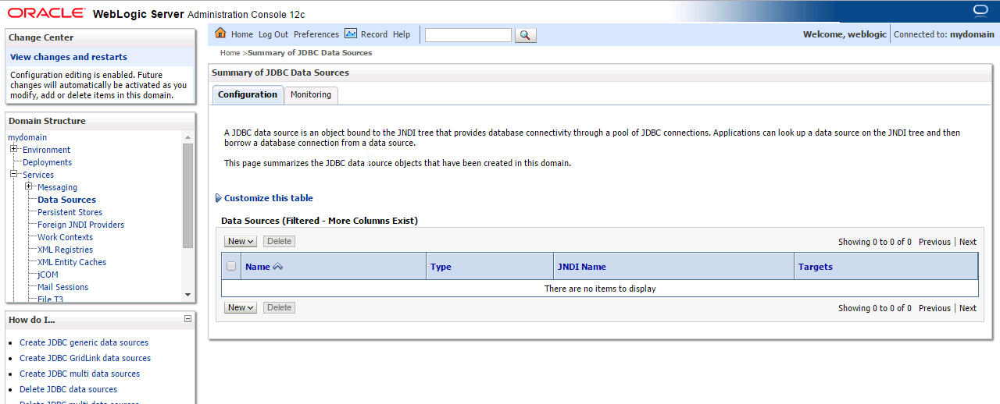 ORACLE® WebLogic Server Administration Console 12c
Change Center
View changes and restarts
Configuration editing is enabled. Future
changes will automatically be activated as you
modify, add or delete items in this domain.
Domain Structure
mydomain
Environment
Deployments
Services
Messaging
Data Sources
Persistent Stores
Foreign JNDI Providers
Work Contexts
XML Registries
XML Entity Caches
jCOM
Mail Sessions
File T3
How do I...
Create JDBC generic data sources
Create JDBC GridLink data sources
Create JDBC multi data sources
Delete JDBC data sources
Delete JDBC multi data sources
Home Log Out Preferences Record Help
Welcome, weblogic Connected to: mydomain
Home >Summary of JDBC Data Sources
Summary of JDBC Data Sources
Configuration Monitoring
A JDBC data source is an object bound to the JNDI tree that provides database connectivity through a pool of JDBC connections. Applications can look up a data source on the JNDI tree and then
borrow a database connection from a data source.
This page summarizes the JDBC data source objects that have been created in this domain.
Customize this table
Data Sources (Filtered - More Columns Exist)
New Delete Showing 0 to 0 of 0 Previous | Next
Name Type JNDI Name Targets
There are no items to display
New Delete Showing 0 to 0 of 0 Previous | Next